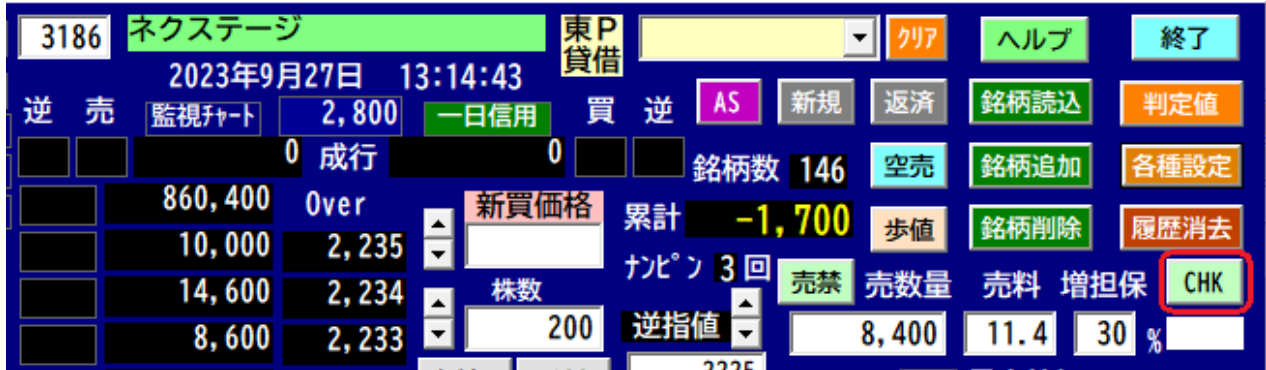 3186 ネクステージ 東P 貸借 クリア ヘルプ 終了
2023年9月27日 13:14:43
逆 売 監視ﾁｬｰﾄ 2,800 一日信用 買 逆 AS 新規 返済 銘柄読込 判定値
0 成行 0 銘柄数 146 空売 銘柄追加 各種設定
860,400 Over 新買価格 累計 -1,700 歩値 銘柄削除 履歴消去
10,000 2,235 ﾅﾝﾋﾟﾝ 3回 売禁 売数量 売料 増担保 CHK
14,600 2,234 株数
8,600 2,233 200 逆指値 8,400 11.4 30 %